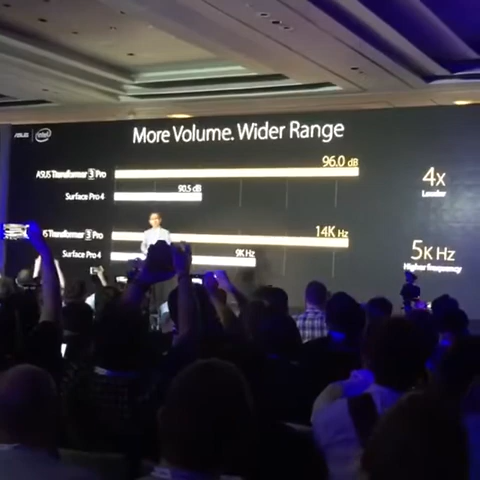 ASUS intel
More Volume. Wider Range
96.0 dB
ASUS Transformer 3 Pro
4x
Louder
90.5 dB
Surface Pro 4
14K Hz
SUS Transformer 3 Pro
5K Hz
Higher frequency
9K Hz
Surface Pro 4